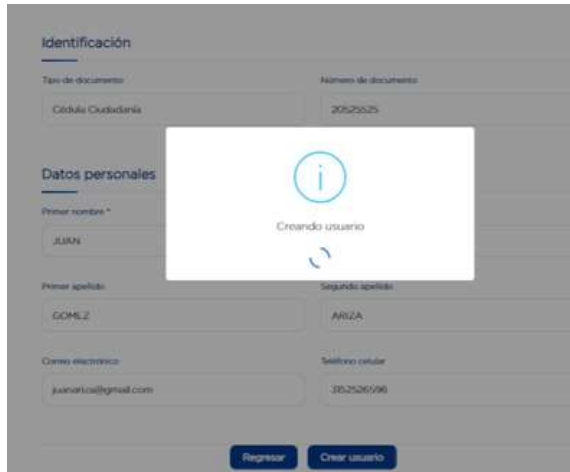 Identificación
Tipo de documento Número de documento
Cédula Ciudadanía 20525525
Datos personales
Creando usuario
Primer nombre *
JUAN
Primer apellido Segundo apellido
GOMEZ ARIZA
Correo electrónico Teléfono celular
juanariza@gmail.com 3152526596
Regresar Crear usuario